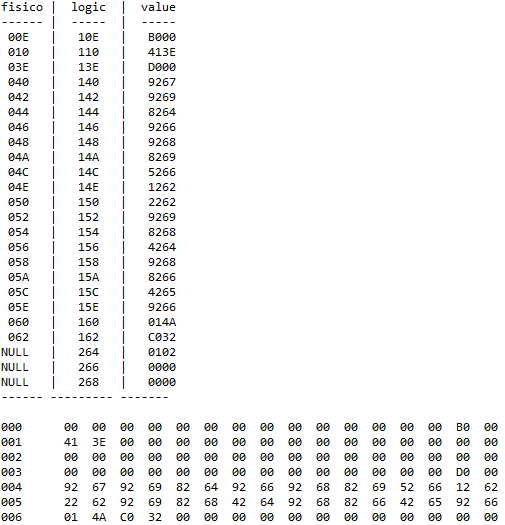 fisico | logic | value
------ | ----- | -----
00E | 10E | B000
010 | 110 | 413E
03E | 13E | D000
040 | 140 | 9267
042 | 142 | 9269
044 | 144 | 8264
046 | 146 | 9266
048 | 148 | 9268
04A | 14A | 8269
04C | 14C | 5266
04E | 14E | 1262
050 | 150 | 2262
052 | 152 | 9269
054 | 154 | 8268
056 | 156 | 4264
058 | 158 | 9268
05A | 15A | 8266
05C | 15C | 4265
05E | 15E | 9266
060 | 160 | 014A
062 | 162 | C032
NULL | 264 | 0102
NULL | 266 | 0000
NULL | 268 | 0000
------ --------- -------
000 00 00 00 00 00 00 00 00 00 00 00 00 00 00 B0 00
001 41 3E 00 00 00 00 00 00 00 00 00 00 00 00 00 00
002 00 00 00 00 00 00 00 00 00 00 00 00 00 00 00 00
003 00 00 00 00 00 00 00 00 00 00 00 00 00 00 D0 00
004 92 67 92 69 82 64 92 66 92 68 82 69 52 66 12 62
005 22 62 92 69 82 68 42 64 92 68 82 66 42 65 92 66
006 01 4A C0 32 00 00 00 00 00 00 00 00 00 00 00 00